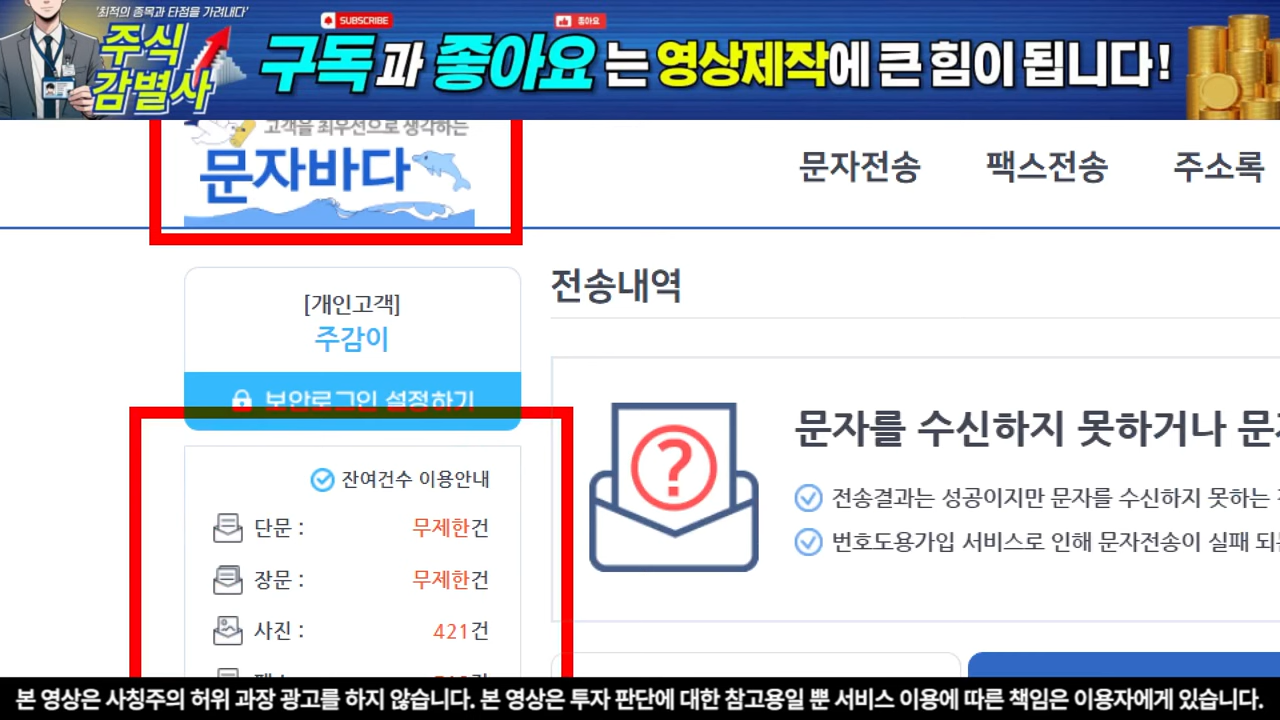 '최적의 종목과 타점을 가려내다'
주식
감별사
SUBSCRIBE
좋아요
구독과 좋아요는 영상제작에 큰 힘이 됩니다!
고객을 최우선으로 생각하는
문자바다
문자전송 팩스전송 주소록
[개인고객]
주감이
보안로그인 설정하기
전송내역
잔여건수 이용안내
단문 : 무제한건
장문 : 무제한건
사진 : 421건
문자를 수신하지 못하거나
전송결과는 성공이지만 문자를 수신하지 못하는
번호도용가입 서비스로 인해 문자전송이 실패
본 영상은 사칭주의 허위 과장 광고를 하지 않습니다. 본 영상은 투자 판단에 대한 참고용일 뿐 서비스 이용에 따른 책임은 이용자에게 있습니다.